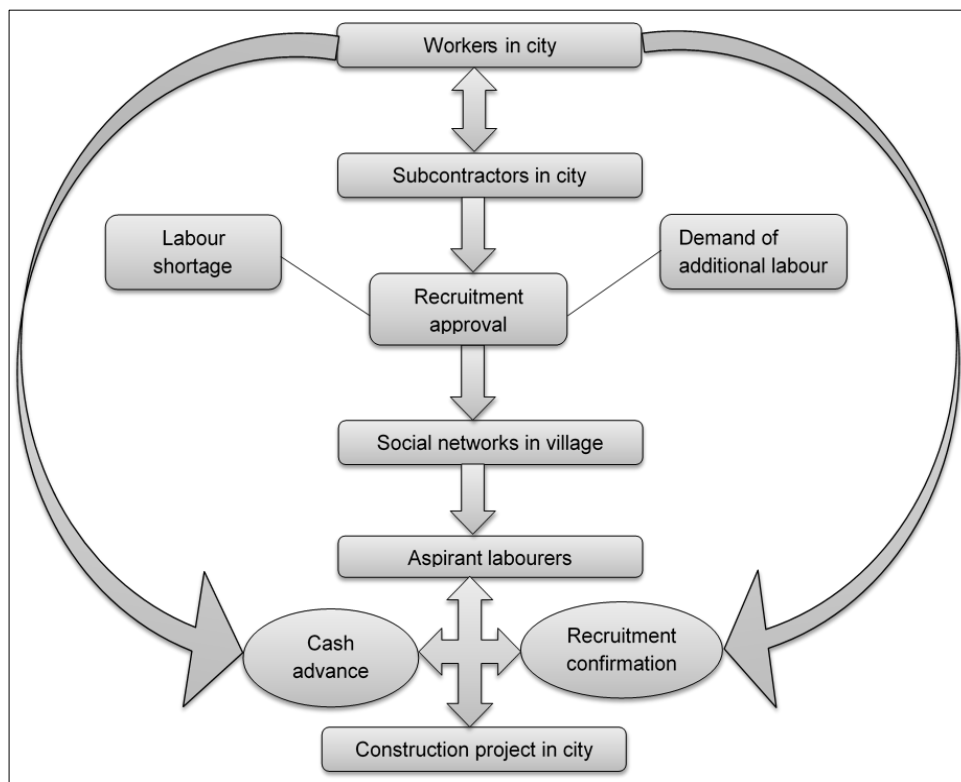 Workers in city
Subcontractors in city
Labour
shortage
Demand of
additional labour
Recruitment
approval
Social networks in village
Aspirant labourers
Cash
advance
Recruitment
confirmation
Construction project in city